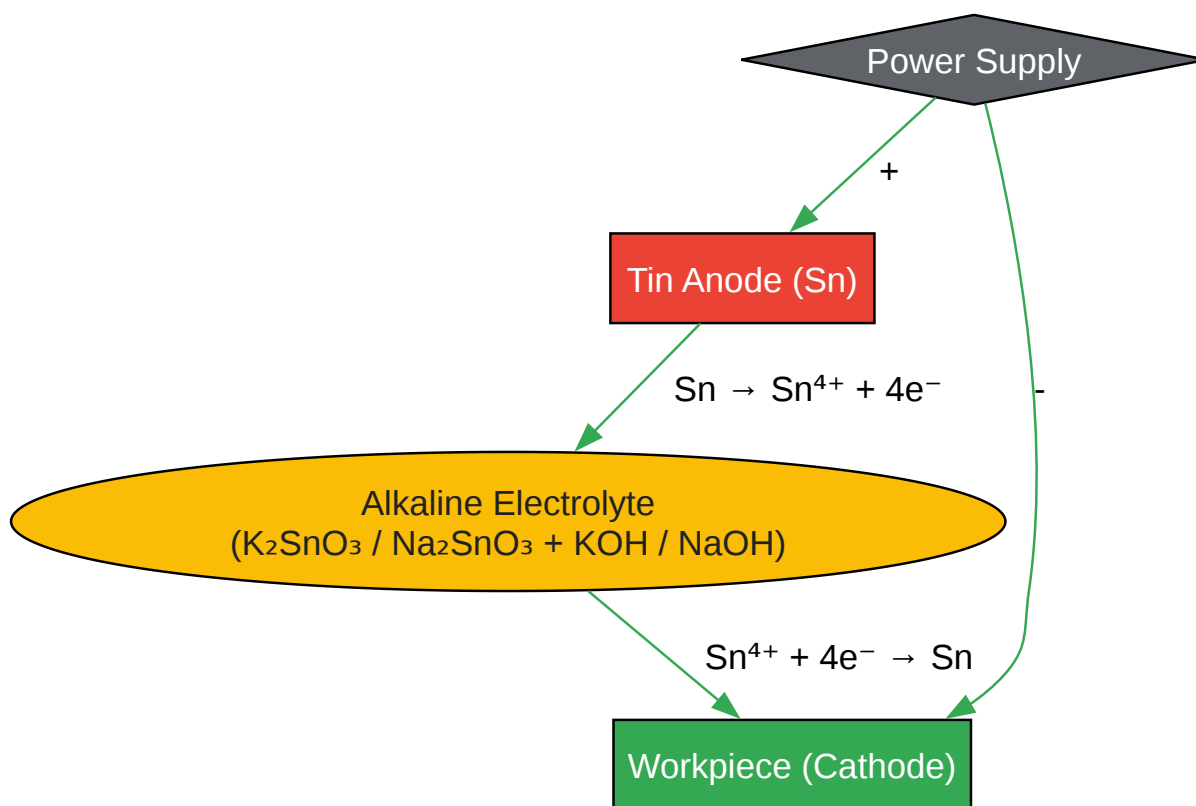 Power Supply
+
Tin Anode (Sn)
Sn → Sn⁴⁺ + 4e⁻
-
Alkaline Electrolyte
(K₂SnO₃ / Na₂SnO₃ + KOH / NaOH)
Sn⁴⁺ + 4e⁻ → Sn
Workpiece (Cathode)